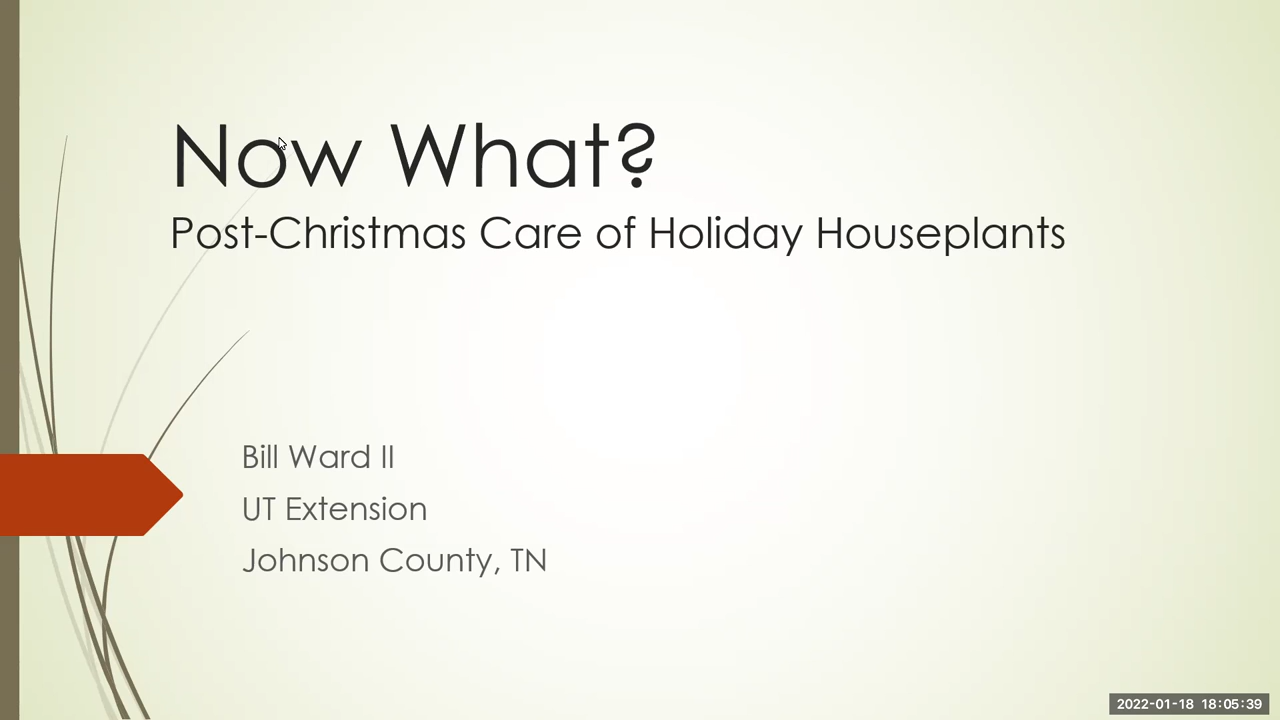 Now What?
Post-Christmas Care of Holiday Houseplants
Bill Ward II
UT Extension
Johnson County, TN
2022-01-18 18:05:39